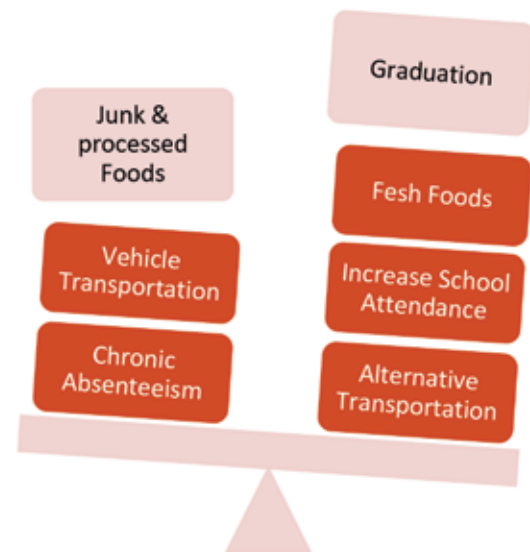 Junk &
processed
Foods
Vehicle
Transportation
Chronic
Absenteeism
Graduation
Fesh Foods
Increase School
Attendance
Alternative
Transportation